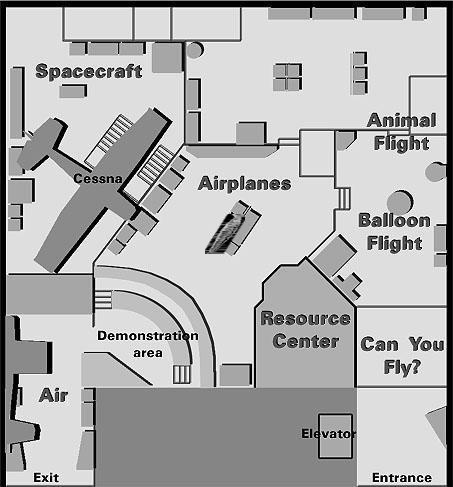 Spacecraft
Animal
Flight
Cessna
Airplanes
Balloon
Flight
Demonstration
area
Resource
Center
Can You
Fly?
Air
Elevator
Exit
Entrance